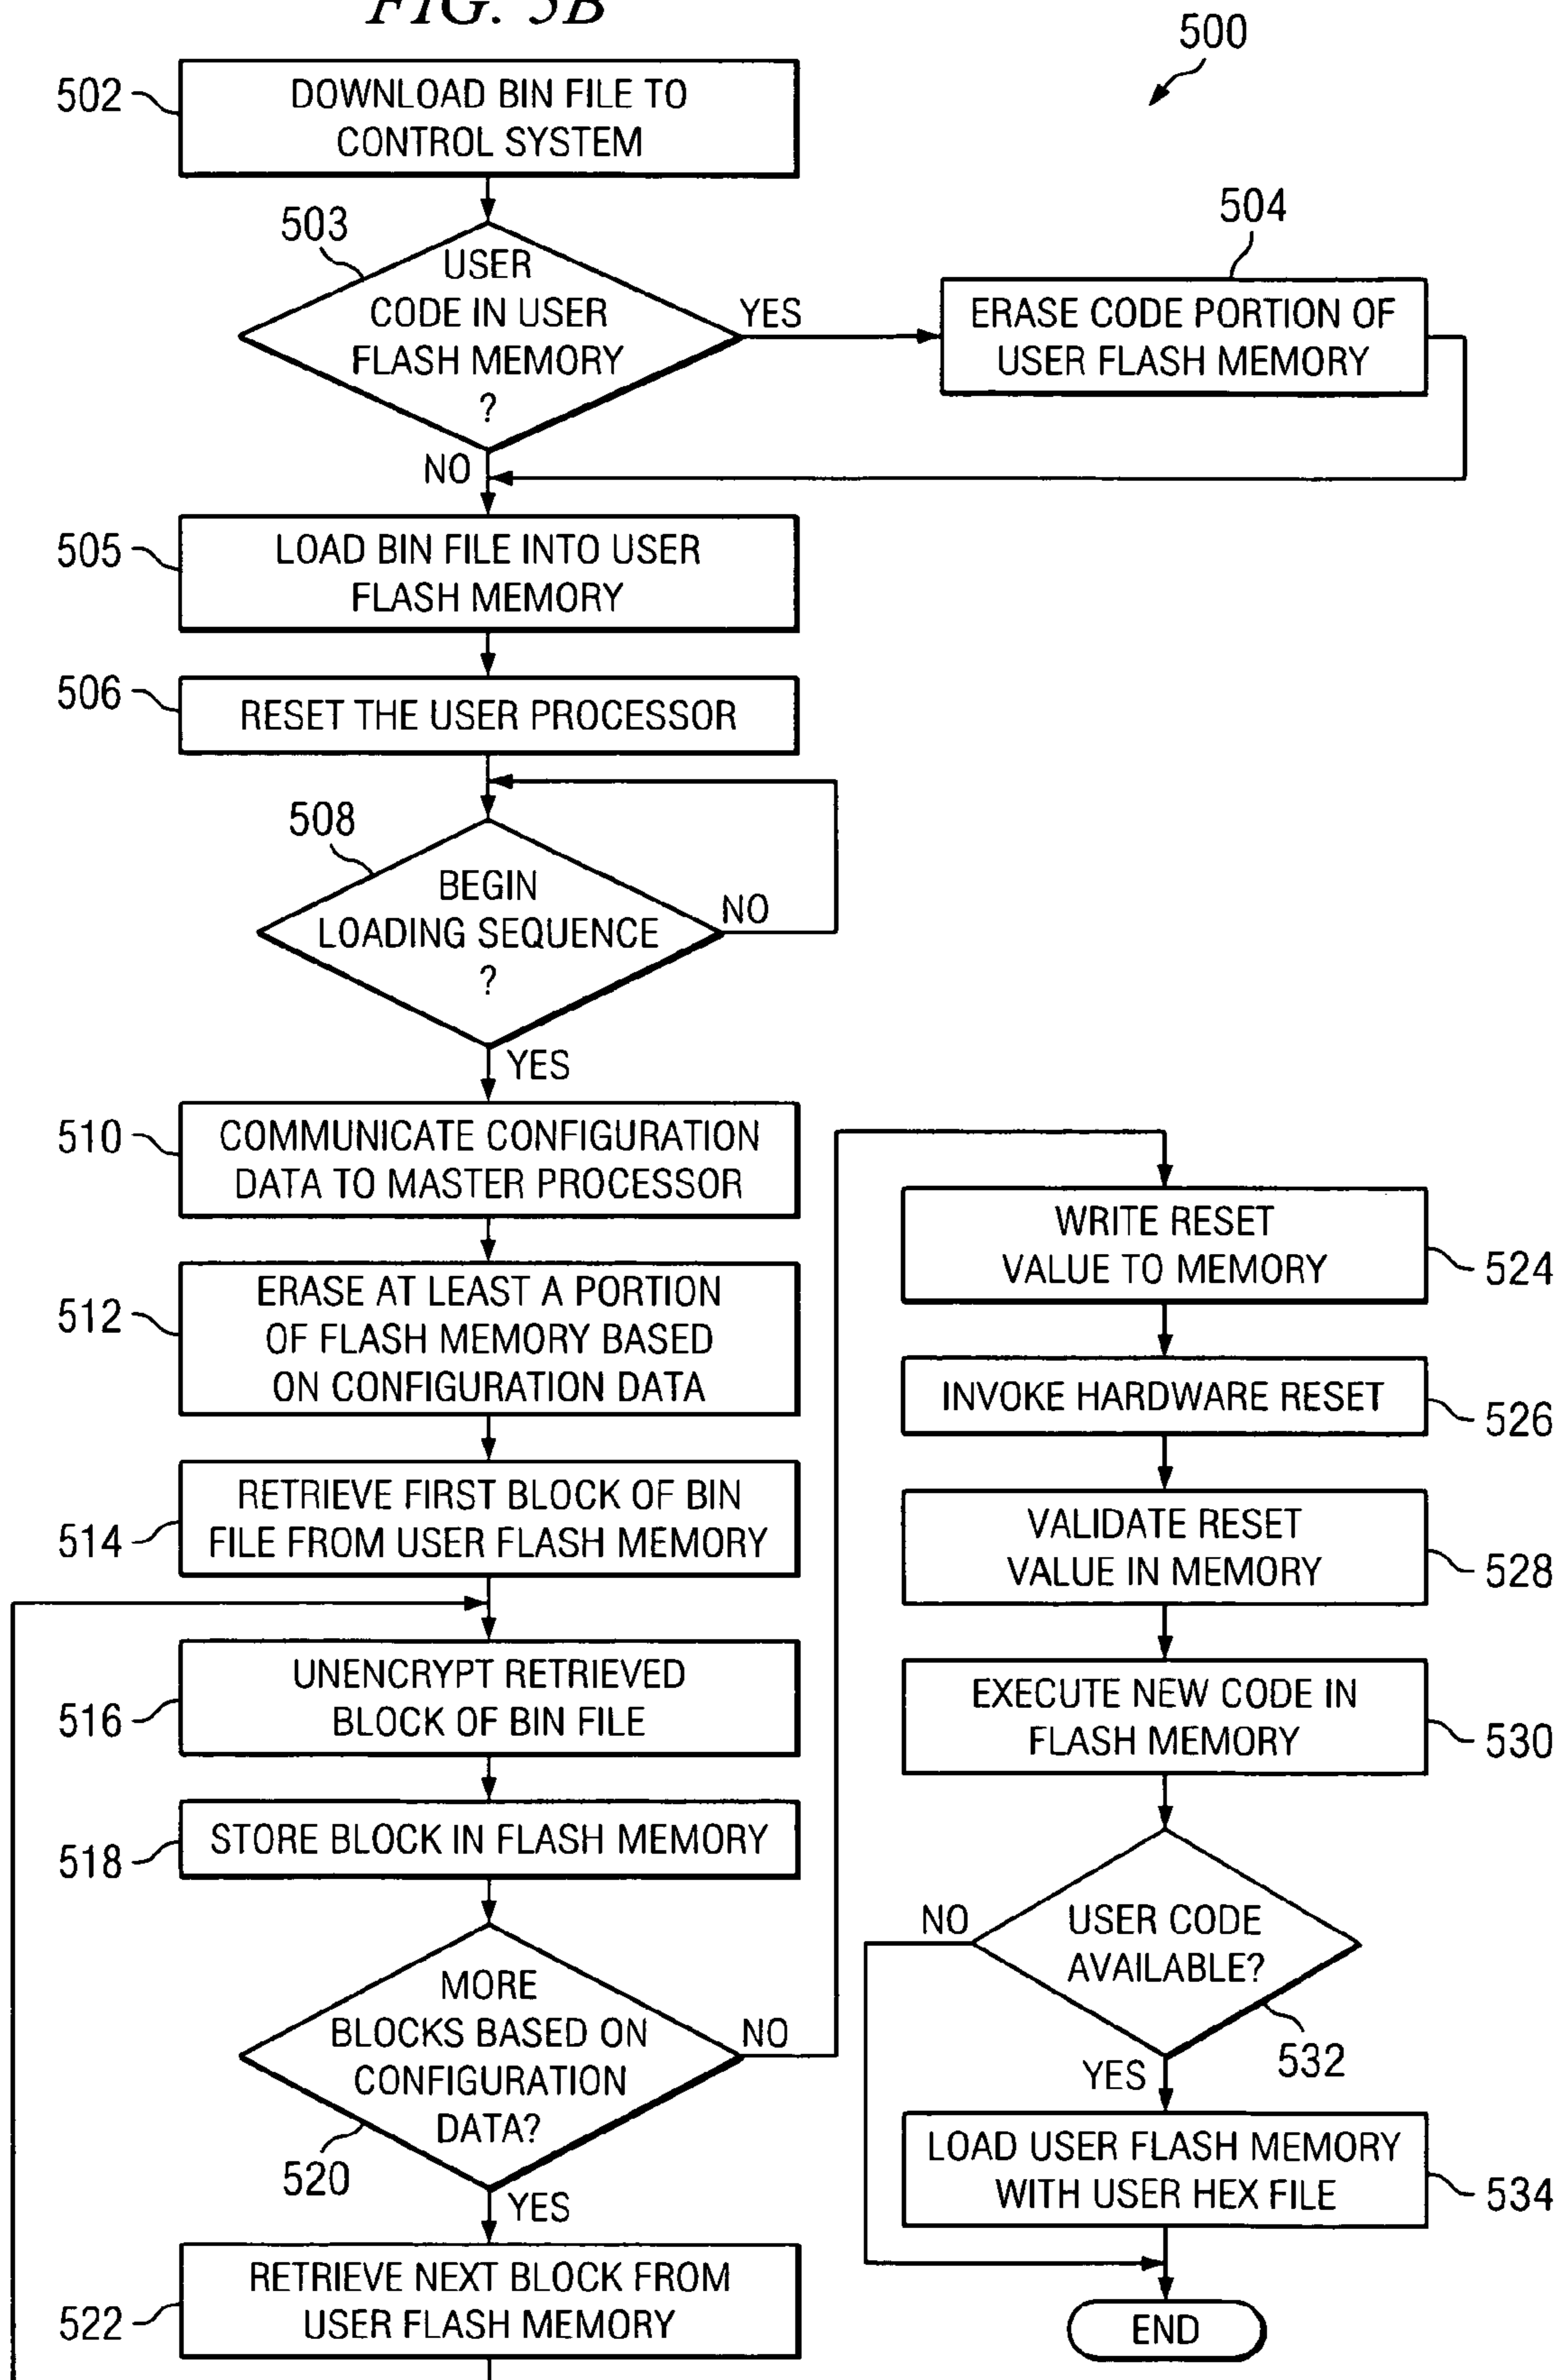 FIG. 5B
500
502
DOWNLOAD BIN FILE TO
CONTROL SYSTEM
503
USER
CODE IN USER
FLASH MEMORY
?
YES
NO
504
ERASE CODE PORTION OF
USER FLASH MEMORY
505
LOAD BIN FILE INTO USER
FLASH MEMORY
506
RESET THE USER PROCESSOR
508
BEGIN
LOADING SEQUENCE
?
NO
YES
510
COMMUNICATE CONFIGURATION
DATA TO MASTER PROCESSOR
512
ERASE AT LEAST A PORTION
OF FLASH MEMORY BASED
ON CONFIGURATION DATA
514
RETRIEVE FIRST BLOCK OF BIN
FILE FROM USER FLASH MEMORY
516
UNENCRYPT RETRIEVED
BLOCK OF BIN FILE
518
STORE BLOCK IN FLASH MEMORY
MORE
BLOCKS BASED ON
CONFIGURATION
DATA?
520
NO
YES
522
RETRIEVE NEXT BLOCK FROM
USER FLASH MEMORY
WRITE RESET
VALUE TO MEMORY
524
INVOKE HARDWARE RESET
526
VALIDATE RESET
VALUE IN MEMORY
528
EXECUTE NEW CODE IN
FLASH MEMORY
530
NO
USER CODE
AVAILABLE?
532
YES
LOAD USER FLASH MEMORY
WITH USER HEX FILE
534
END